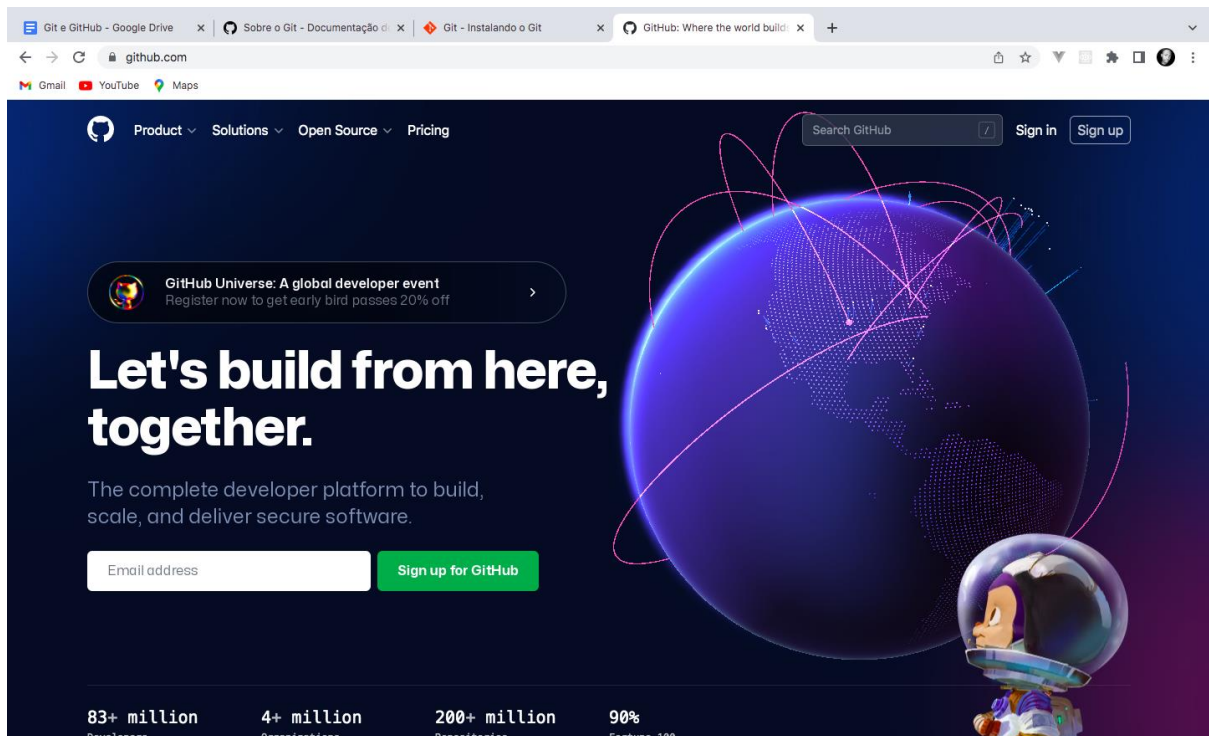 Git e GitHub - Google Drive
Sobre o Git - Documentação d
Git - Instalando o Git
GitHub: Where the world build
github.com
Gmail YouTube Maps
Product Solutions Open Source Pricing
Search GitHub /
Sign in Sign up
GitHub Universe: A global developer event
Register now to get early bird passes 20% off
Let's build from here,
together.
The complete developer platform to build,
scale, and deliver secure software.
Email address
Sign up for GitHub
83+ million 4+ million 200+ million 90%